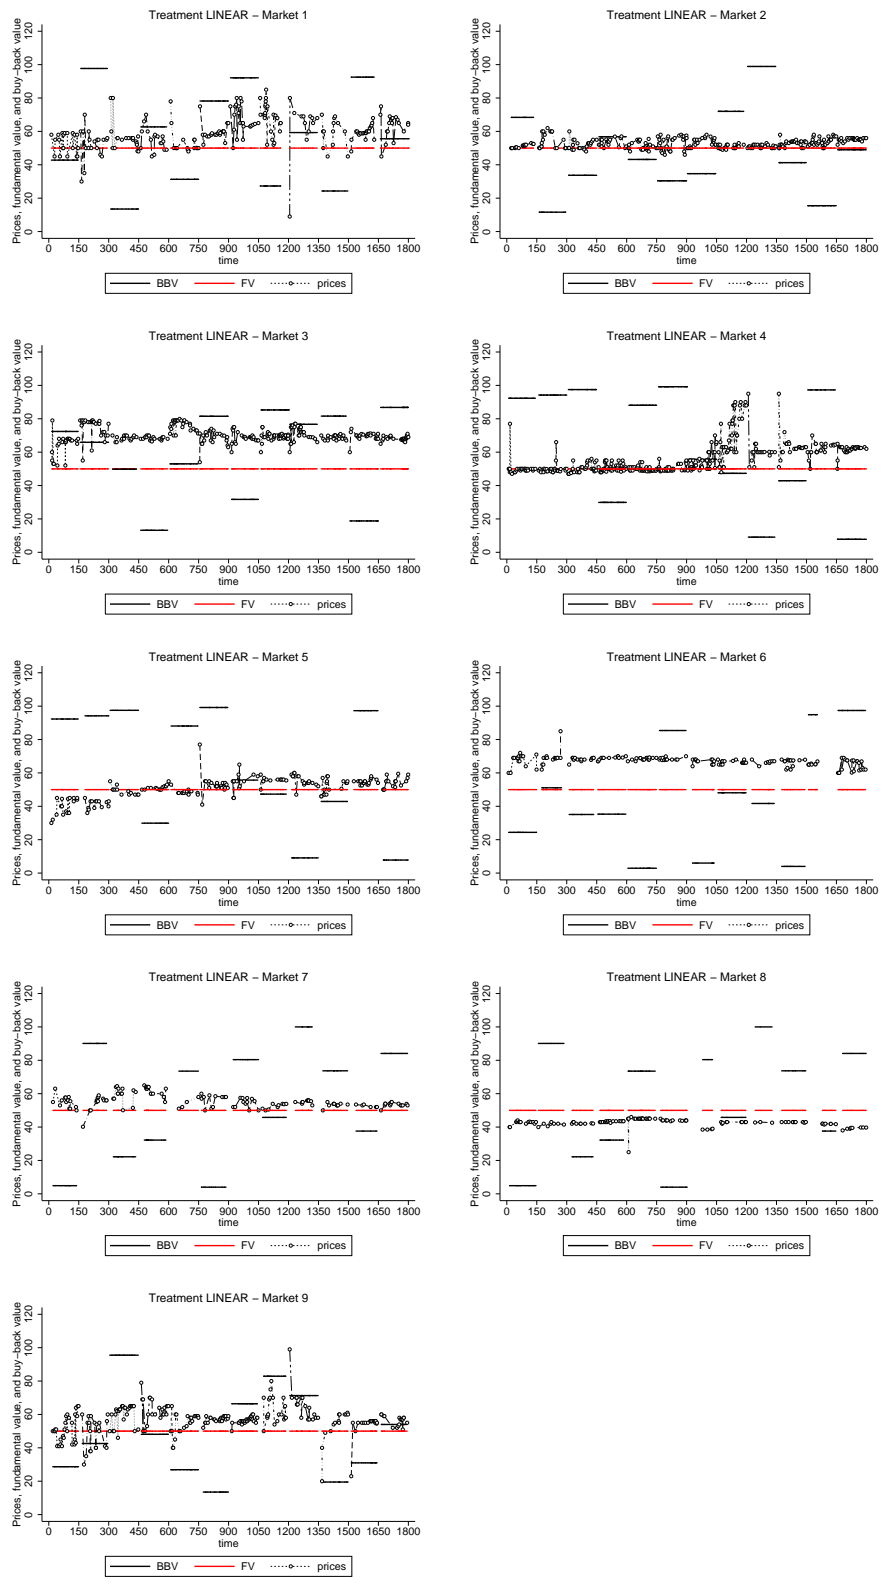 Treatment LINEAR − Market 1
Prices, fundamental value, and buy−back value
0 20 40 60 80 100 120
0 150 300 450 600 750 900 1050 1200 1350 1500 1650 1800
time
BBV FV prices
Treatment LINEAR − Market 2
Prices, fundamental value, and buy−back value
0 20 40 60 80 100 120
0 150 300 450 600 750 900 1050 1200 1350 1500 1650 1800
time
BBV FV prices
Treatment LINEAR − Market 3
Prices, fundamental value, and buy−back value
0 20 40 60 80 100 120
0 150 300 450 600 750 900 1050 1200 1350 1500 1650 1800
time
BBV FV prices
Treatment LINEAR − Market 4
Prices, fundamental value, and buy−back value
0 20 40 60 80 100 120
0 150 300 450 600 750 900 1050 1200 1350 1500 1650 1800
time
BBV FV prices
Treatment LINEAR − Market 5
Prices, fundamental value, and buy−back value
0 20 40 60 80 100 120
0 150 300 450 600 750 900 1050 1200 1350 1500 1650 1800
time
BBV FV prices
Treatment LINEAR − Market 6
Prices, fundamental value, and buy−back value
0 20 40 60 80 100 120
0 150 300 450 600 750 900 1050 1200 1350 1500 1650 1800
time
BBV FV prices
Treatment LINEAR − Market 7
Prices, fundamental value, and buy−back value
0 20 40 60 80 100 120
0 150 300 450 600 750 900 1050 1200 1350 1500 1650 1800
time
BBV FV prices
Treatment LINEAR − Market 8
Prices, fundamental value, and buy−back value
0 20 40 60 80 100 120
0 150 300 450 600 750 900 1050 1200 1350 1500 1650 1800
time
BBV FV prices
Treatment LINEAR − Market 9
Prices, fundamental value, and buy−back value
0 20 40 60 80 100 120
0 150 300 450 600 750 900 1050 1200 1350 1500 1650 1800
time
BBV FV prices